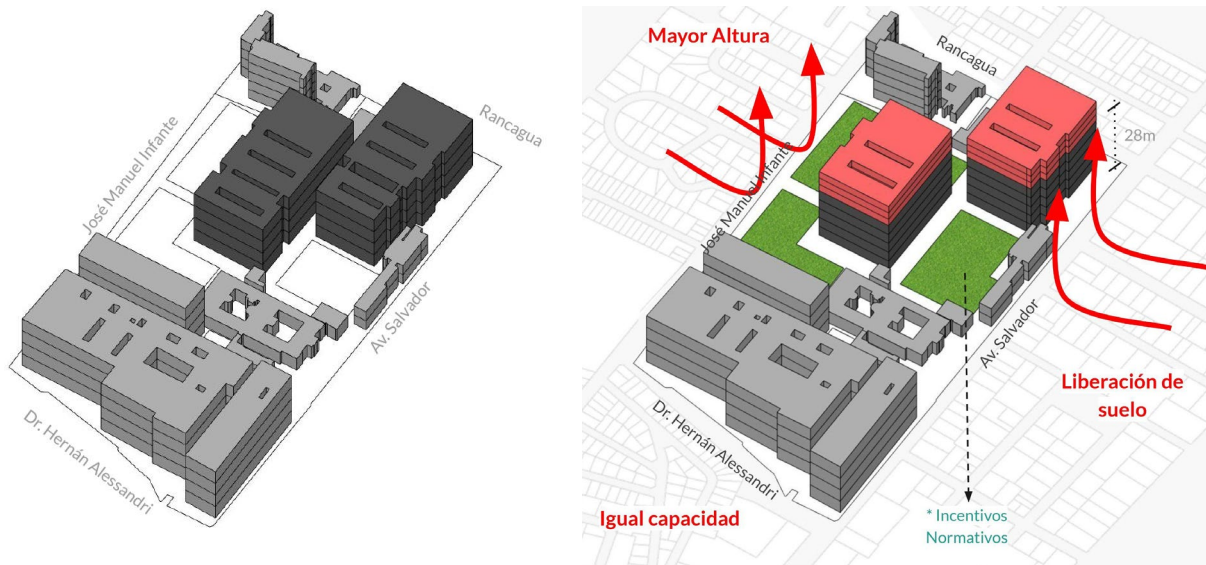 José Manuel Infante
Rancagua
Av. Salvador
Dr. Hernán Alessandri
Mayor Altura
Rancagua
28m
José Manuel Infante
Av. Salvador
Liberación de
suelo
Dr. Hernán Alessandri
Igual capacidad
* Incentivos
Normativos